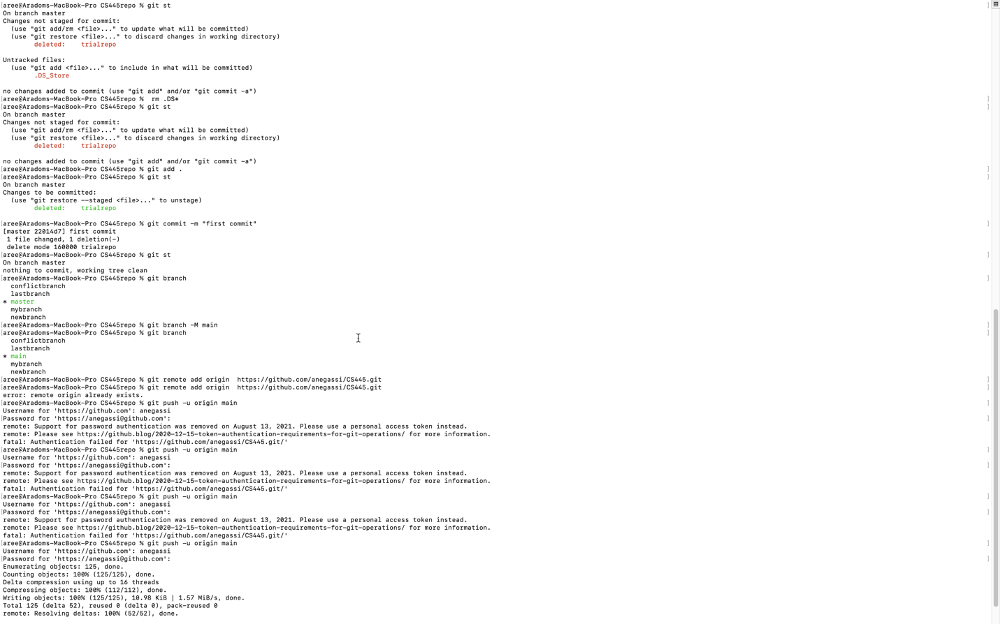 [aree@Aradoms-MacBook-Pro CS445repo % git st ]
On branch master
Changes not staged for commit:
  (use "git add/rm <file>..." to update what will be committed)
  (use "git restore <file>..." to discard changes in working directory)
        deleted:    trialrepo

Untracked files:
  (use "git add <file>..." to include in what will be committed)
        .DS_Store

no changes added to commit (use "git add" and/or "git commit -a")
[aree@Aradoms-MacBook-Pro CS445repo %  rm .DS* ]
[aree@Aradoms-MacBook-Pro CS445repo % git st ]
On branch master
Changes not staged for commit:
  (use "git add/rm <file>..." to update what will be committed)
  (use "git restore <file>..." to discard changes in working directory)
        deleted:    trialrepo

no changes added to commit (use "git add" and/or "git commit -a")
[aree@Aradoms-MacBook-Pro CS445repo % git add . ]
[aree@Aradoms-MacBook-Pro CS445repo % git st ]
On branch master
Changes to be committed:
  (use "git restore --staged <file>..." to unstage)
        deleted:    trialrepo

[aree@Aradoms-MacBook-Pro CS445repo % git commit -m "first commit" ]
[master 22014d7] first commit
 1 file changed, 1 deletion(-)
 delete mode 160000 trialrepo
[aree@Aradoms-MacBook-Pro CS445repo % git st ]
On branch master
nothing to commit, working tree clean
[aree@Aradoms-MacBook-Pro CS445repo % git branch ]
  conflictbranch
  lastbranch
* master
  mybranch
  newbranch
[aree@Aradoms-MacBook-Pro CS445repo % git branch -M main ]
[aree@Aradoms-MacBook-Pro CS445repo % git branch ]
  conflictbranch
  lastbranch
* main
  mybranch
  newbranch
[aree@Aradoms-MacBook-Pro CS445repo % git remote add origin  https://github.com/anegassi/CS445.git ]
[aree@Aradoms-MacBook-Pro CS445repo % git remote add origin  https://github.com/anegassi/CS445.git ]
error: remote origin already exists.
[aree@Aradoms-MacBook-Pro CS445repo % git push -u origin main ]
Username for 'https://github.com': anegassi
[Password for 'https://anegassi@github.com': ]
remote: Support for password authentication was removed on August 13, 2021. Please use a personal access token instead.
remote: Please see https://github.blog/2020-12-15-token-authentication-requirements-for-git-operations/ for more information.
fatal: Authentication failed for 'https://github.com/anegassi/CS445.git/'
[aree@Aradoms-MacBook-Pro CS445repo % git push -u origin main ]
Username for 'https://github.com': anegassi
[Password for 'https://anegassi@github.com': ]
remote: Support for password authentication was removed on August 13, 2021. Please use a personal access token instead.
remote: Please see https://github.blog/2020-12-15-token-authentication-requirements-for-git-operations/ for more information.
fatal: Authentication failed for 'https://github.com/anegassi/CS445.git/'
[aree@Aradoms-MacBook-Pro CS445repo % git push -u origin main ]
Username for 'https://github.com': anegassi
[Password for 'https://anegassi@github.com': ]
remote: Support for password authentication was removed on August 13, 2021. Please use a personal access token instead.
remote: Please see https://github.blog/2020-12-15-token-authentication-requirements-for-git-operations/ for more information.
fatal: Authentication failed for 'https://github.com/anegassi/CS445.git/'
[aree@Aradoms-MacBook-Pro CS445repo % git push -u origin main ]
Username for 'https://github.com': anegassi
[Password for 'https://anegassi@github.com': ]
Enumerating objects: 125, done.
Counting objects: 100% (125/125), done.
Delta compression using up to 16 threads
Compressing objects: 100% (112/112), done.
Writing objects: 100% (125/125), 10.98 KiB | 1.57 MiB/s, done.
Total 125 (delta 52), reused 0 (delta 0), pack-reused 0
remote: Resolving deltas: 100% (52/52), done.